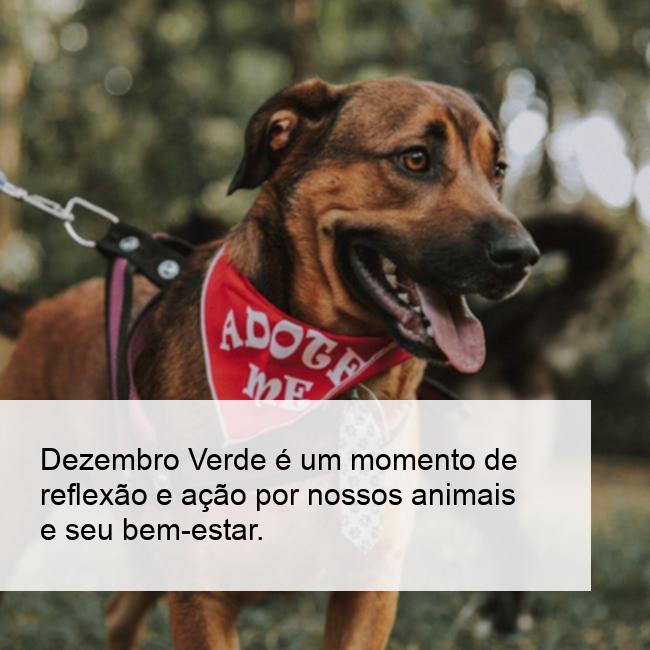 ADOTE
ME
Dezembro Verde é um momento de
reflexão e ação por nossos animais
e seu bem-estar.